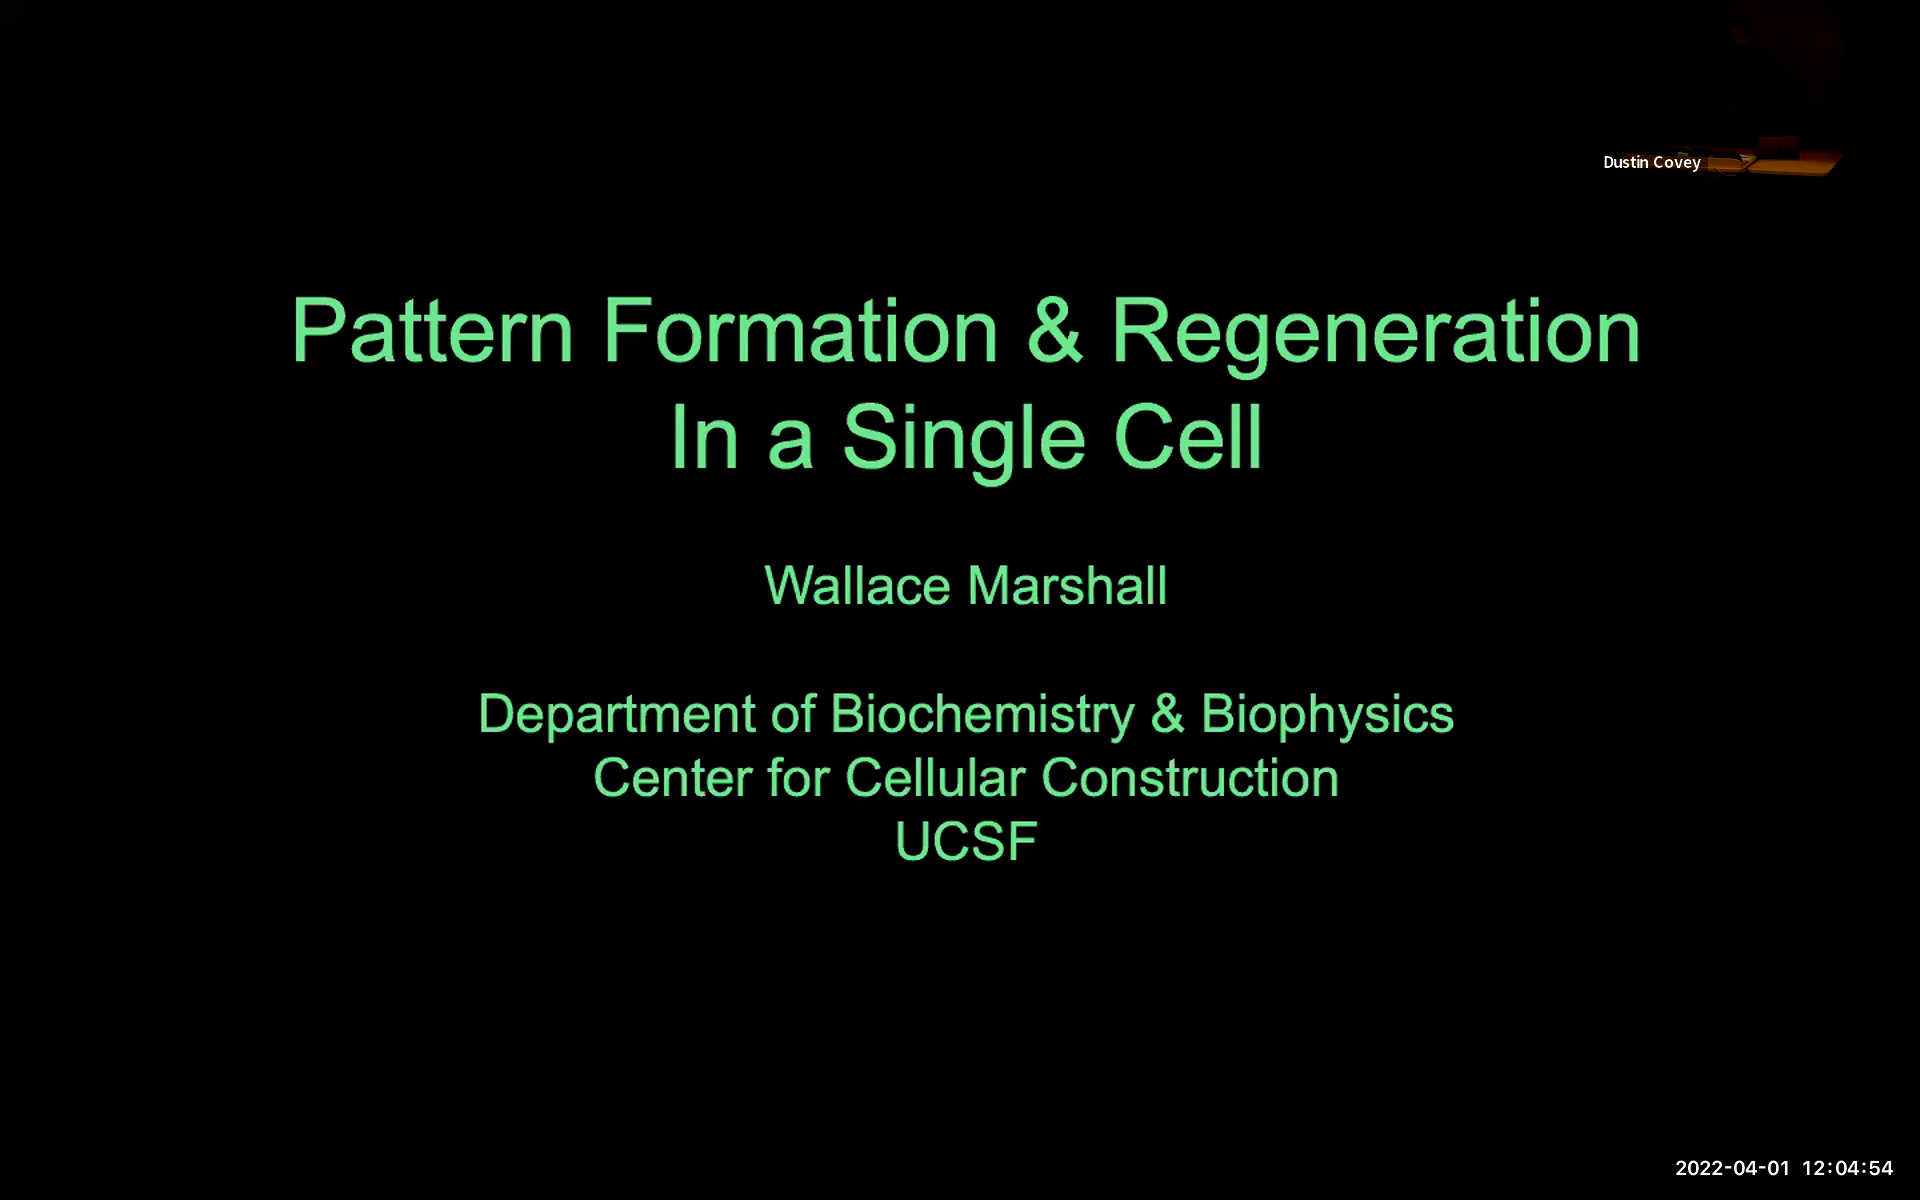 Dustin Covey
Pattern Formation & Regeneration
In a Single Cell
Wallace Marshall
Department of Biochemistry & Biophysics
Center for Cellular Construction
UCSF
2022-04-01 12:04:54